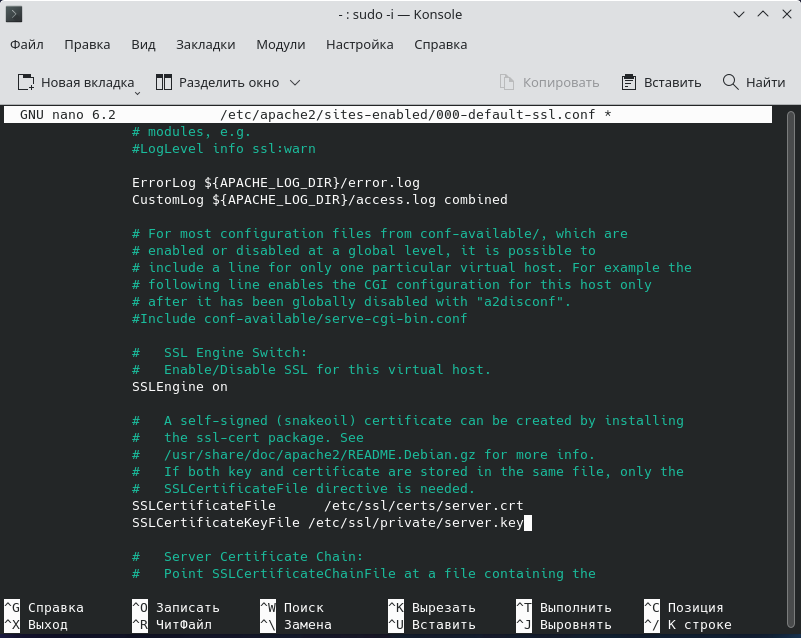 - : sudo -i — Konsole
Файл Правка Вид Закладки Модули Настройка Справка
Новая вкладка Разделить окно Копировать Вставить Найти
GNU nano 6.2 /etc/apache2/sites-enabled/000-default-ssl.conf *
# modules, e.g.
#LogLevel info ssl:warn
ErrorLog ${APACHE_LOG_DIR}/error.log
CustomLog ${APACHE_LOG_DIR}/access.log combined
# For most configuration files from conf-available/, which are
# enabled or disabled at a global level, it is possible to
# include a line for only one particular virtual host. For example the
# following line enables the CGI configuration for this host only
# after it has been globally disabled with "a2disconf".
#Include conf-available/serve-cgi-bin.conf
#   SSL Engine Switch:
#   Enable/Disable SSL for this virtual host.
SSLEngine on
#   A self-signed (snakeoil) certificate can be created by installing
#   the ssl-cert package. See
#   /usr/share/doc/apache2/README.Debian.gz for more info.
#   If both key and certificate are stored in the same file, only the
#   SSLCertificateFile directive is needed.
SSLCertificateFile      /etc/ssl/certs/server.crt
SSLCertificateKeyFile /etc/ssl/private/server.key
#   Server Certificate Chain:
#   Point SSLCertificateChainFile at a file containing the
^G Справка ^O Записать ^W Поиск ^K Вырезать ^T Выполнить ^C Позиция
^X Выход ^R ЧитФайл ^\ Замена ^U Вставить ^J Выровнять ^/ К строке